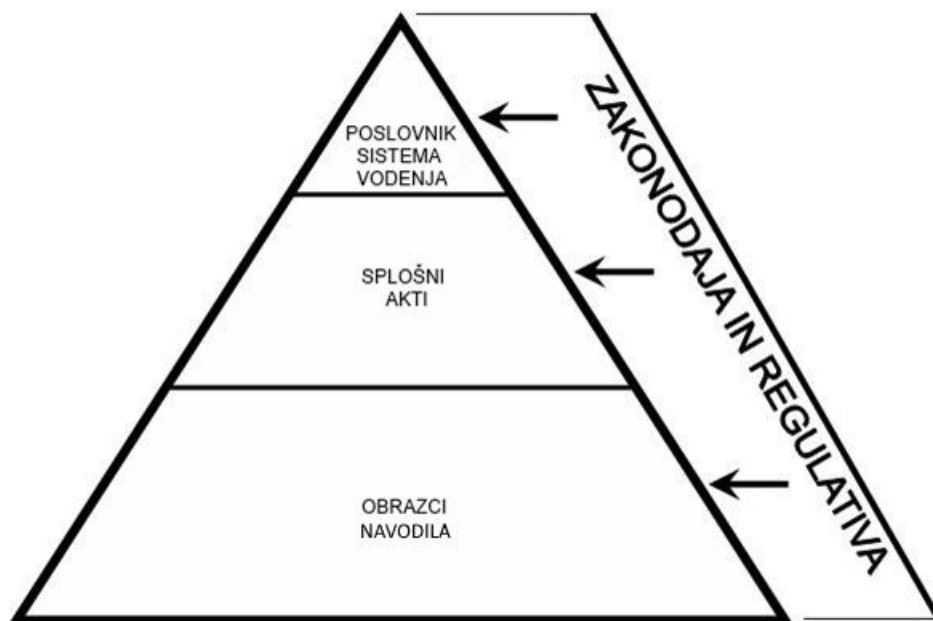 POSLOVNIK
SISTEMA
VODENJA
SPLOŠNI
AKTI
OBRAZCI
NAVODILA
ZAKONODAJA IN REGULATIVA